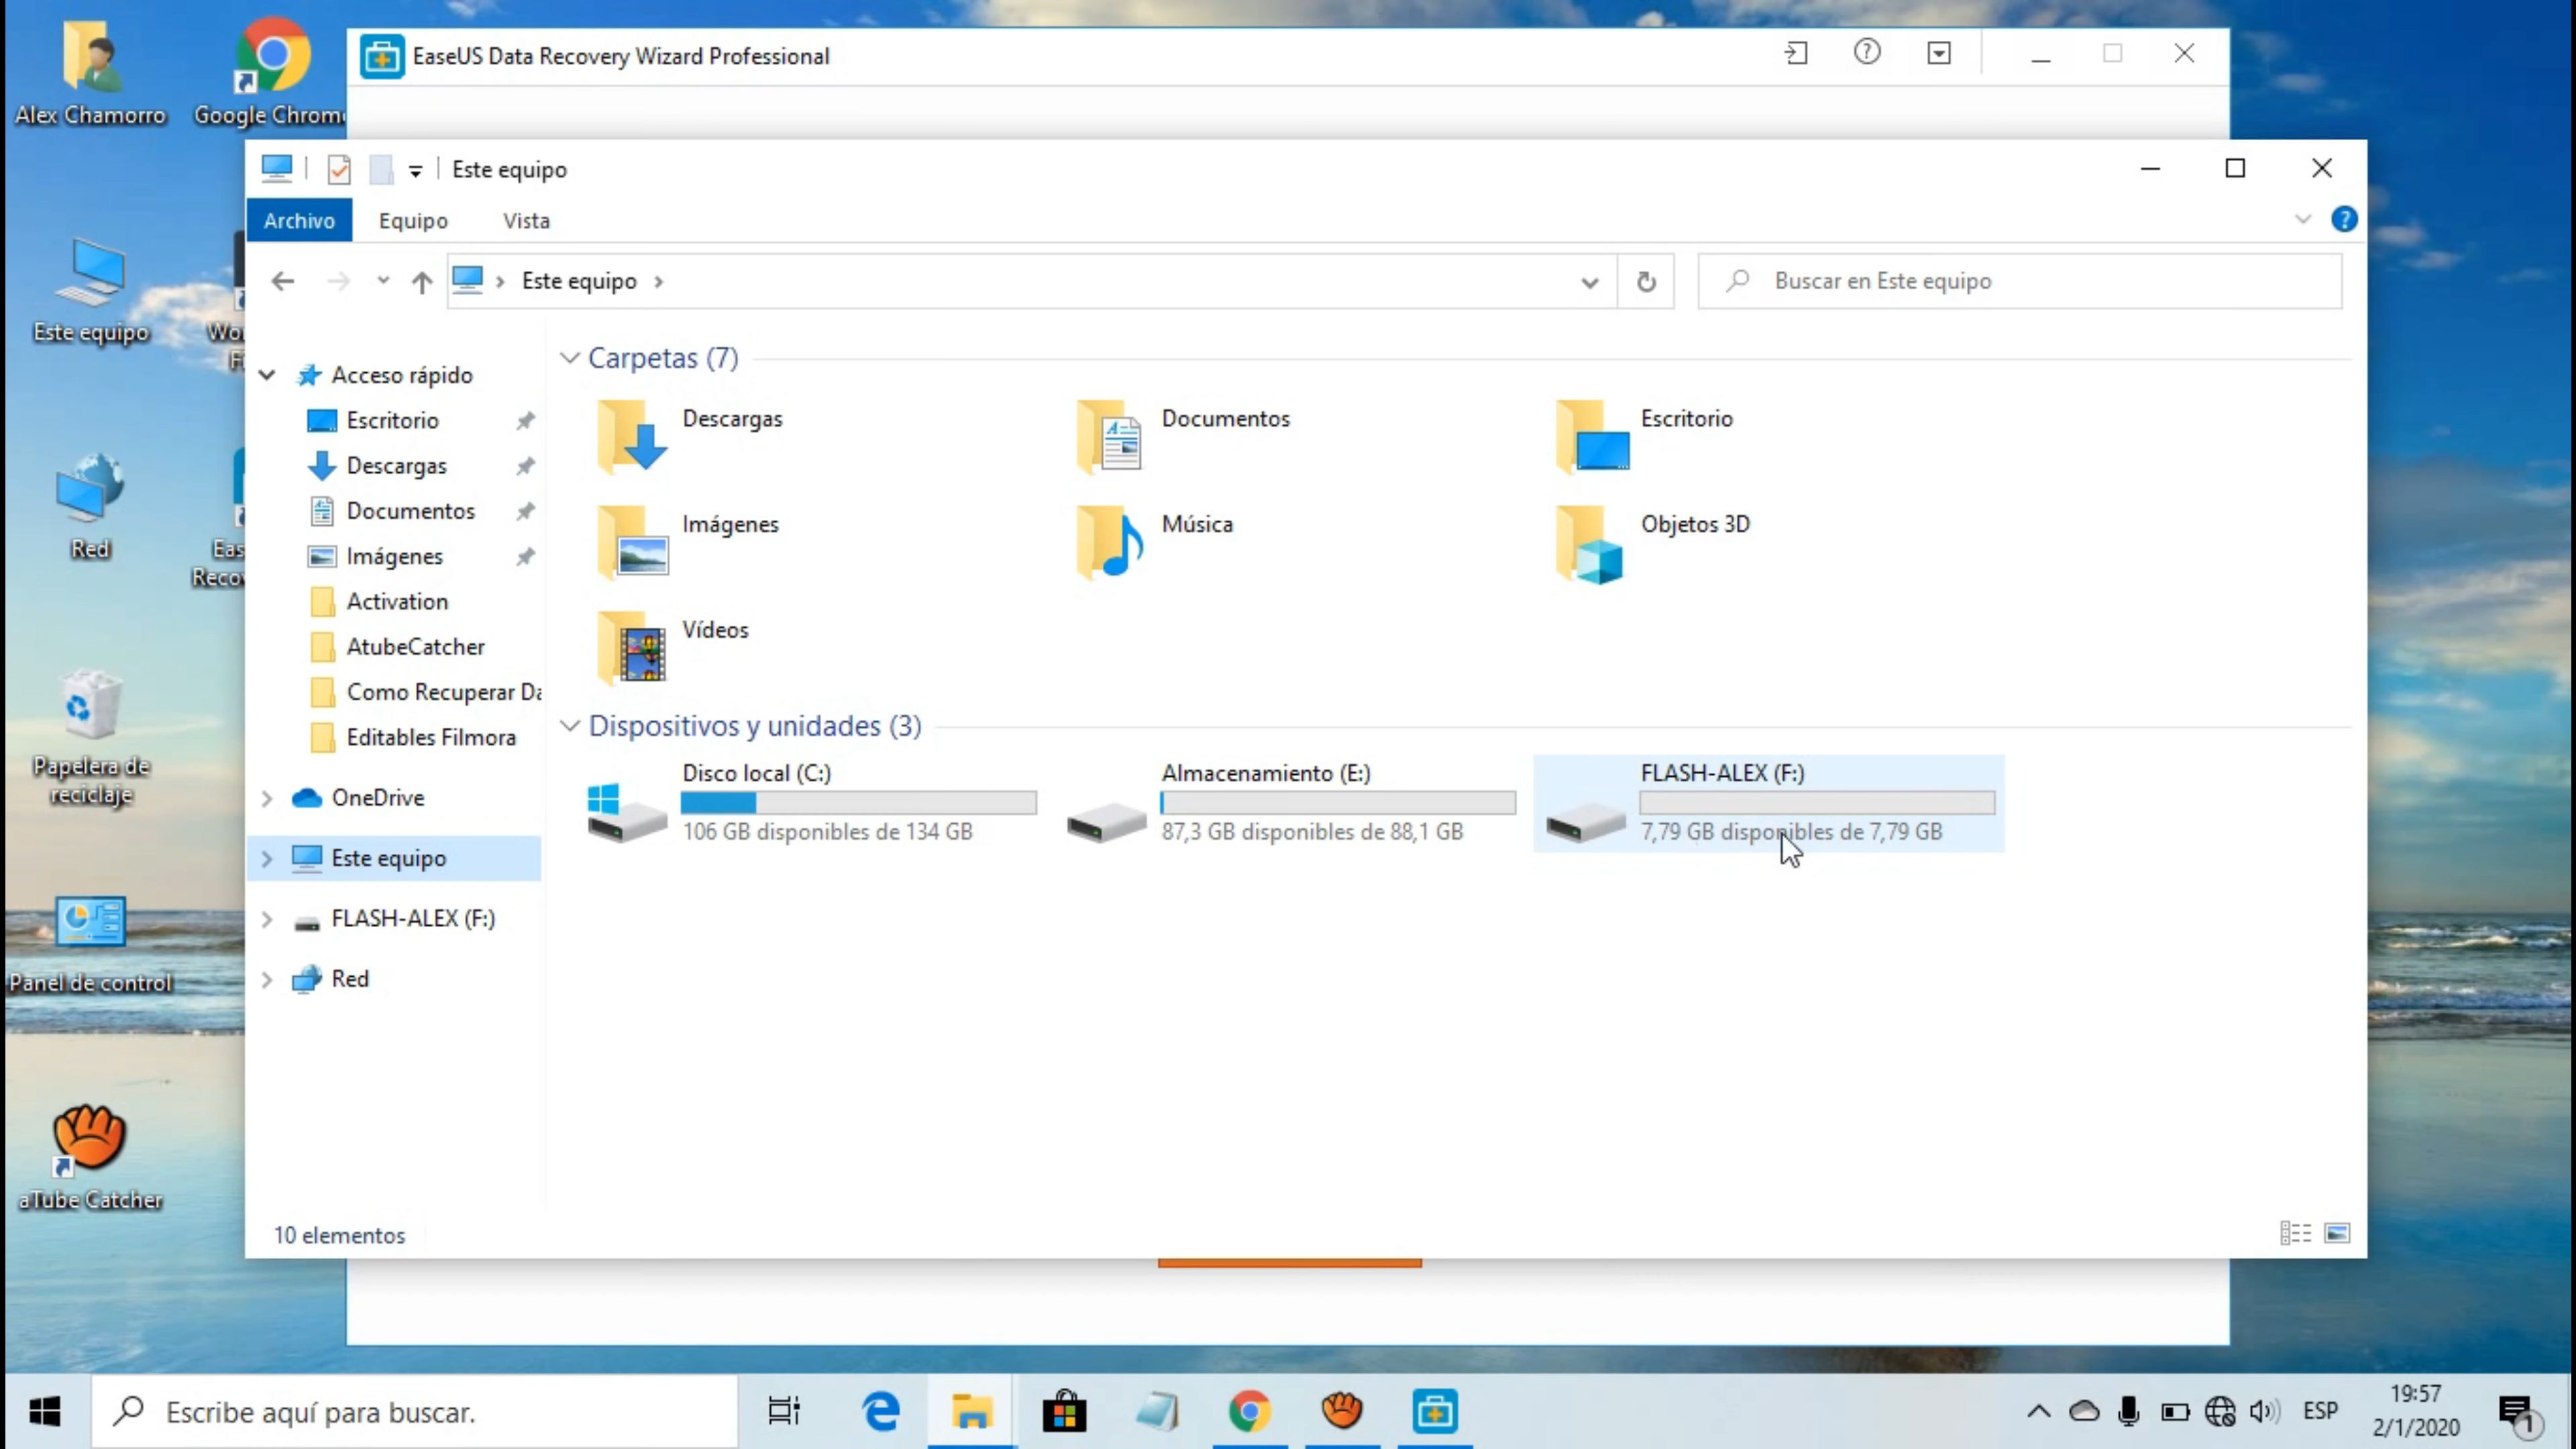 EaseUS Data Recovery Wizard Professional
Alex Chamorro
Google Chrom
Este equipo
Archivo
Equipo
Vista
Este equipo
Buscar en Este equipo
Este equipo
Red
Papelera de
reciclaje
Panel de control
aTube Catcher
Wo
Eas
Reco
Acceso rápido
Escritorio
Descargas
Documentos
Imágenes
Activation
AtubeCatcher
Como Recuperar Da
Editables Filmora
OneDrive
Este equipo
FLASH-ALEX (F:)
Red
Carpetas (7)
Descargas
Documentos
Escritorio
Imágenes
Música
Objetos 3D
Vídeos
Dispositivos y unidades (3)
Disco local (C:)
106 GB disponibles de 134 GB
Almacenamiento (E:)
87,3 GB disponibles de 88,1 GB
FLASH-ALEX (F:)
7,79 GB disponibles de 7,79 GB
10 elementos
Escribe aquí para buscar.
ESP
19:57
2/1/2020
1